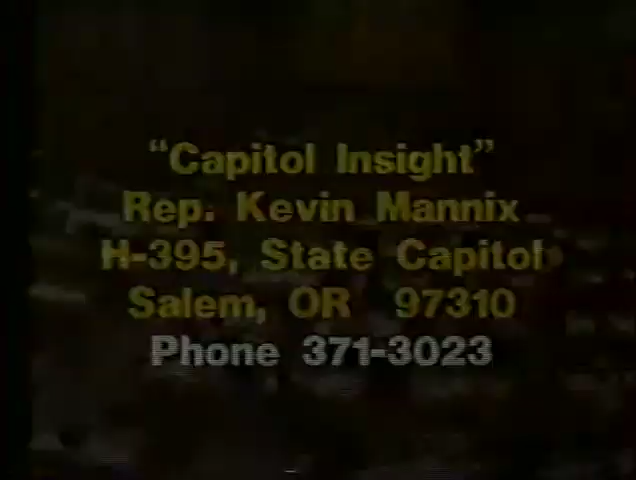 “Capitol Insight”
Rep. Kevin Mannix
H-395, State Capitol
Salem, OR 97310
Phone 371-3023